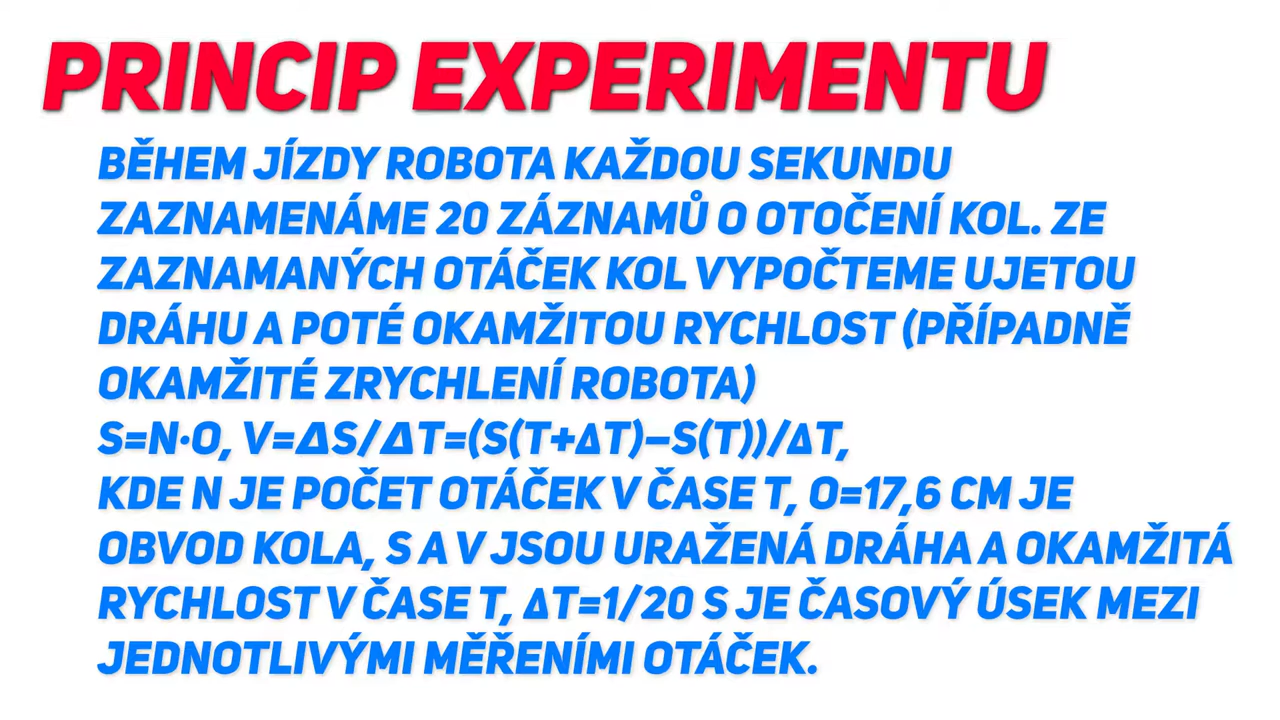 PRINCIP EXPERIMENTU
BĚHEM JÍZDY ROBOTA KAŽDOU SEKUNDU
ZAZNAMENÁME 20 ZÁZNAMŮ O OTOČENÍ KOL. ZE
ZAZNAMANÝCH OTÁČEK KOL VYPOČTEME UJETOU
DRÁHU A POTÉ OKAMŽITOU RYCHLOST (PŘÍPADNĚ
OKAMŽITÉ ZRYCHLENÍ ROBOTA)
S=N·O, V=ΔS/ΔT=(S(T+ΔT)–S(T))/ΔT,
KDE N JE POČET OTÁČEK V ČASE T, O=17,6 CM JE
OBVOD KOLA, S A V JSOU URAŽENÁ DRÁHA A OKAMŽITÁ
RYCHLOST V ČASE T, ΔT=1/20 S JE ČASOVÝ ÚSEK MEZI
JEDNOTLIVÝMI MĚŘENÍMI OTÁČEK.